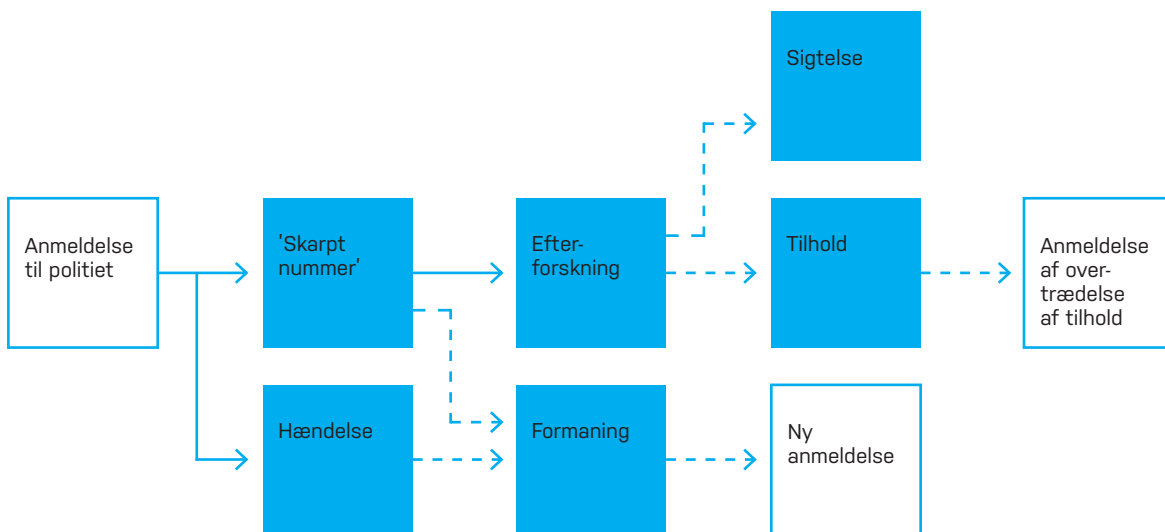 Sigtelse
Anmeldelse
til politiet
'Skarpt
nummer'
Efter-
forskning
Tilhold
Anmeldelse
af over-
trædelse
af tilhold
Hændelse
Formaning
Ny
anmeldelse